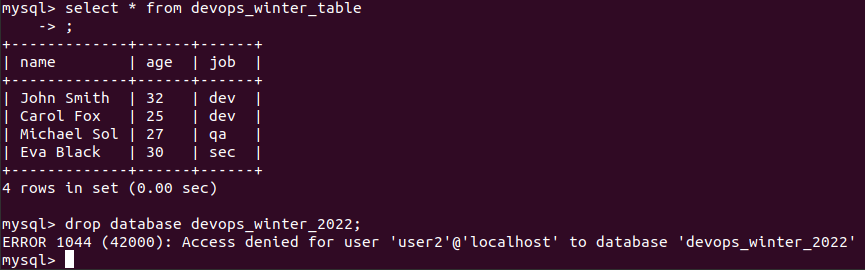 mysql> select * from devops_winter_table
    -> ;
+-------------+------+------+
| name        | age  | job  |
+-------------+------+------+
| John Smith  | 32   | dev  |
| Carol Fox   | 25   | dev  |
| Michael Sol | 27   | qa   |
| Eva Black   | 30   | sec  |
+-------------+------+------+
4 rows in set (0.00 sec)

mysql> drop database devops_winter_2022;
ERROR 1044 (42000): Access denied for user 'user2'@'localhost' to database 'devops_winter_2022'
mysql>